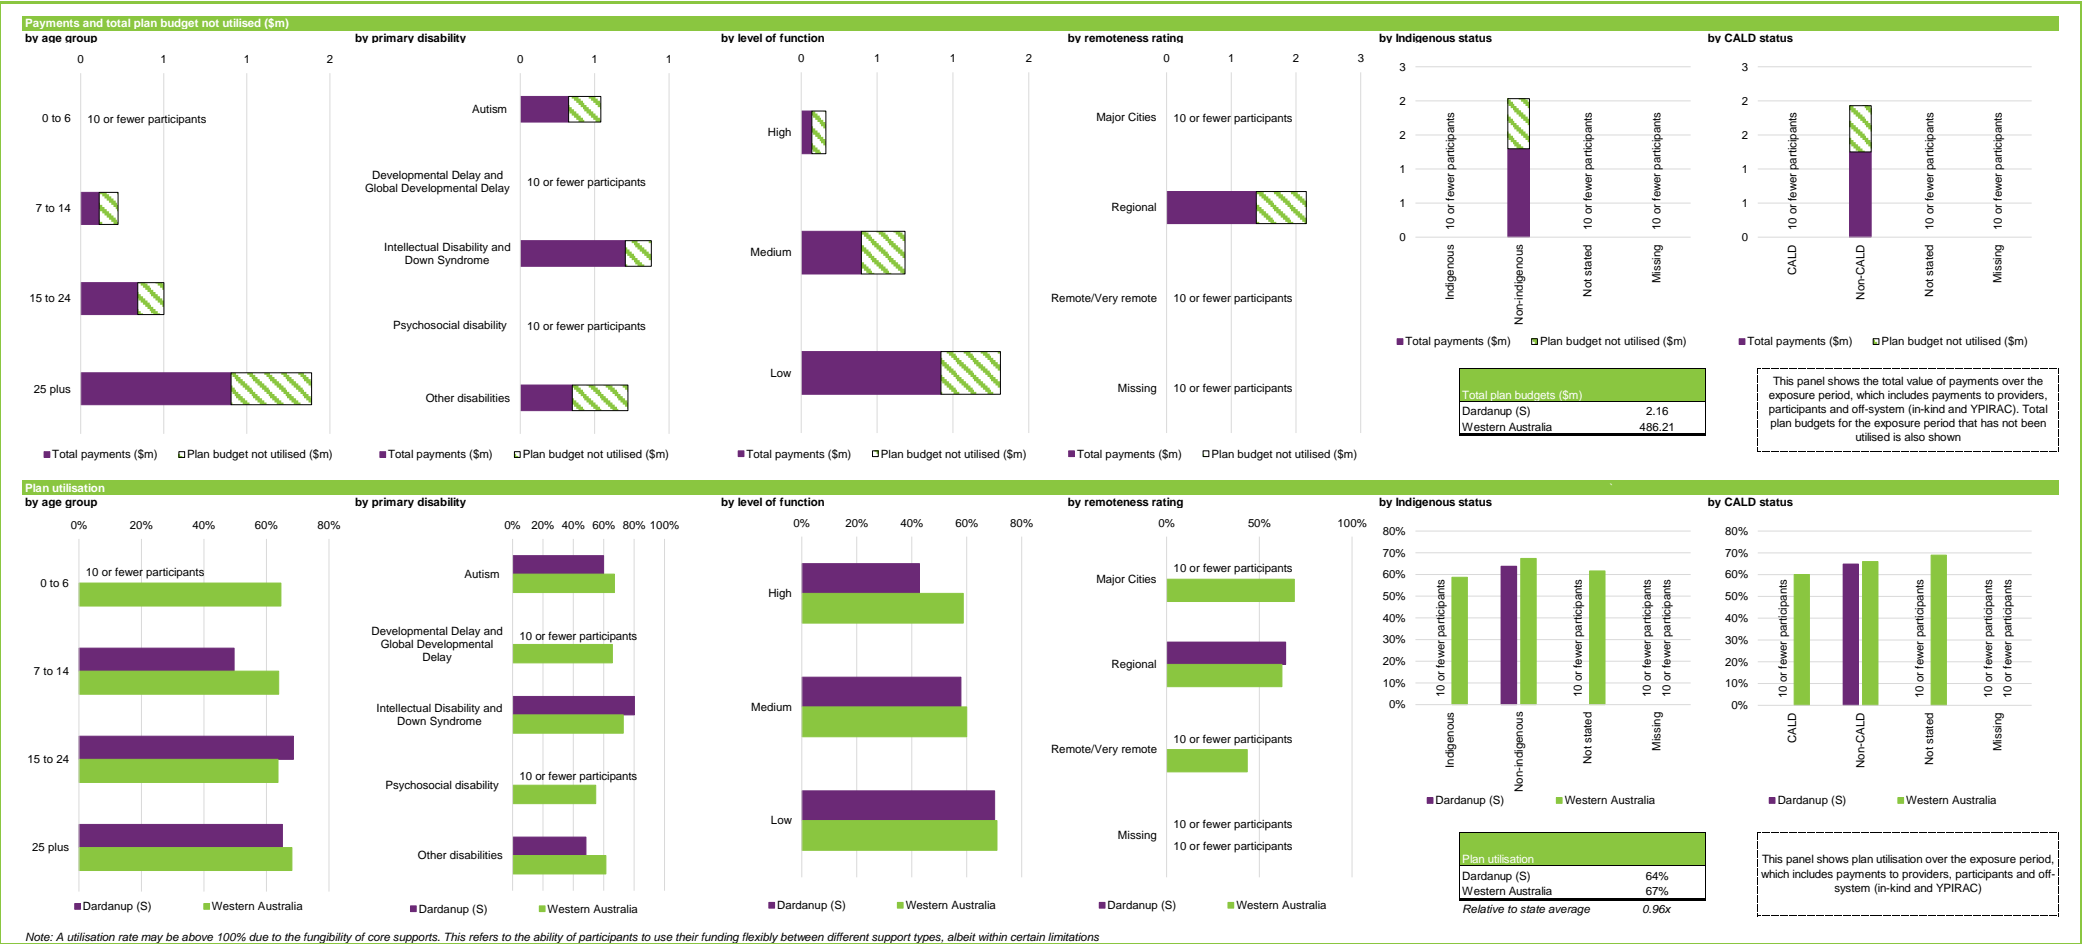 Payments and total plan budget not utilised ($m)
by age group
0 1 1 2
0 to 6
10 or fewer participants
7 to 14
15 to 24
25 plus
Total payments ($m) Plan budget not utilised ($m)
by primary disability
0 1 1
Autism
Developmental Delay and
Global Developmental Delay
10 or fewer participants
Intellectual Disability and
Down Syndrome
Psychosocial disability
10 or fewer participants
Other disabilities
Total payments ($m) Plan budget not utilised ($m)
by level of function
0 1 1 2
High
Medium
Low
Total payments ($m) Plan budget not utilised ($m)
by remoteness rating
0 1 2 3
Major Cities
10 or fewer participants
Regional
Remote/Very remote
10 or fewer participants
Missing
10 or fewer participants
Total payments ($m) Plan budget not utilised ($m)
by Indigenous status
3
2
2
1
1
0
10 or fewer participants
10 or fewer participants
10 or fewer participants
Indigenous
Non-indigenous
Not stated
Missing
Total payments ($m) Plan budget not utilised ($m)
Total plan budgets ($m)
Dardanup (S) 2.16
Western Australia 486.21
by CALD status
3
2
2
1
1
0
10 or fewer participants
10 or fewer participants
10 or fewer participants
CALD
Non-CALD
Not stated
Missing
Total payments ($m) Plan budget not utilised ($m)
This panel shows the total value of payments over the
exposure period, which includes payments to providers,
participants and off-system (in-kind and YPIRAC). Total
plan budgets for the exposure period that has not been
utilised is also shown
Plan utilisation
by age group
0% 20% 40% 60% 80%
0 to 6
10 or fewer participants
7 to 14
15 to 24
25 plus
Dardanup (S) Western Australia
by primary disability
0% 20% 40% 60% 80% 100%
Autism
Developmental Delay and
Global Developmental
Delay
10 or fewer participants
Intellectual Disability and
Down Syndrome
Psychosocial disability
10 or fewer participants
Other disabilities
Dardanup (S) Western Australia
by level of function
0% 20% 40% 60% 80%
High
Medium
Low
Dardanup (S) Western Australia
by remoteness rating
0% 50% 100%
Major Cities
10 or fewer participants
Regional
Remote/Very remote
10 or fewer participants
Missing
10 or fewer participants
10 or fewer participants
Dardanup (S) Western Australia
by Indigenous status
80%
70%
60%
50%
40%
30%
20%
10%
0%
10 or fewer participants
10 or fewer participants
10 or fewer participants
10 or fewer participants
Indigenous
Non-indigenous
Not stated
Missing
Dardanup (S) Western Australia
Plan utilisation
Dardanup (S) 64%
Western Australia 67%
Relative to state average 0.96x
by CALD status
80%
70%
60%
50%
40%
30%
20%
10%
0%
10 or fewer participants
10 or fewer participants
10 or fewer participants
10 or fewer participants
CALD
Non-CALD
Not stated
Missing
Dardanup (S) Western Australia
This panel shows plan utilisation over the exposure period,
which includes payments to providers, participants and off-
system (in-kind and YPIRAC)
Note: A utilisation rate may be above 100% due to the fungibility of core supports. This refers to the ability of participants to use their funding flexibly between different support types, albeit within certain limitations